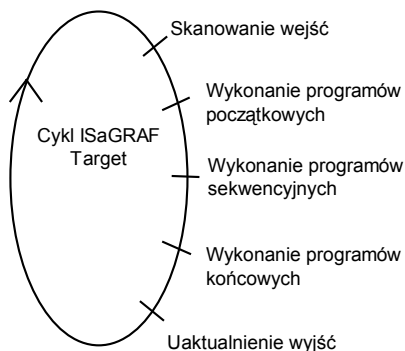 Skanowanie wejść
Wykonanie programów
początkowych
Cykl ISaGRAF
Target
Wykonanie programów
sekwencyjnych
Wykonanie programów
końcowych
Uaktualnienie wyjść